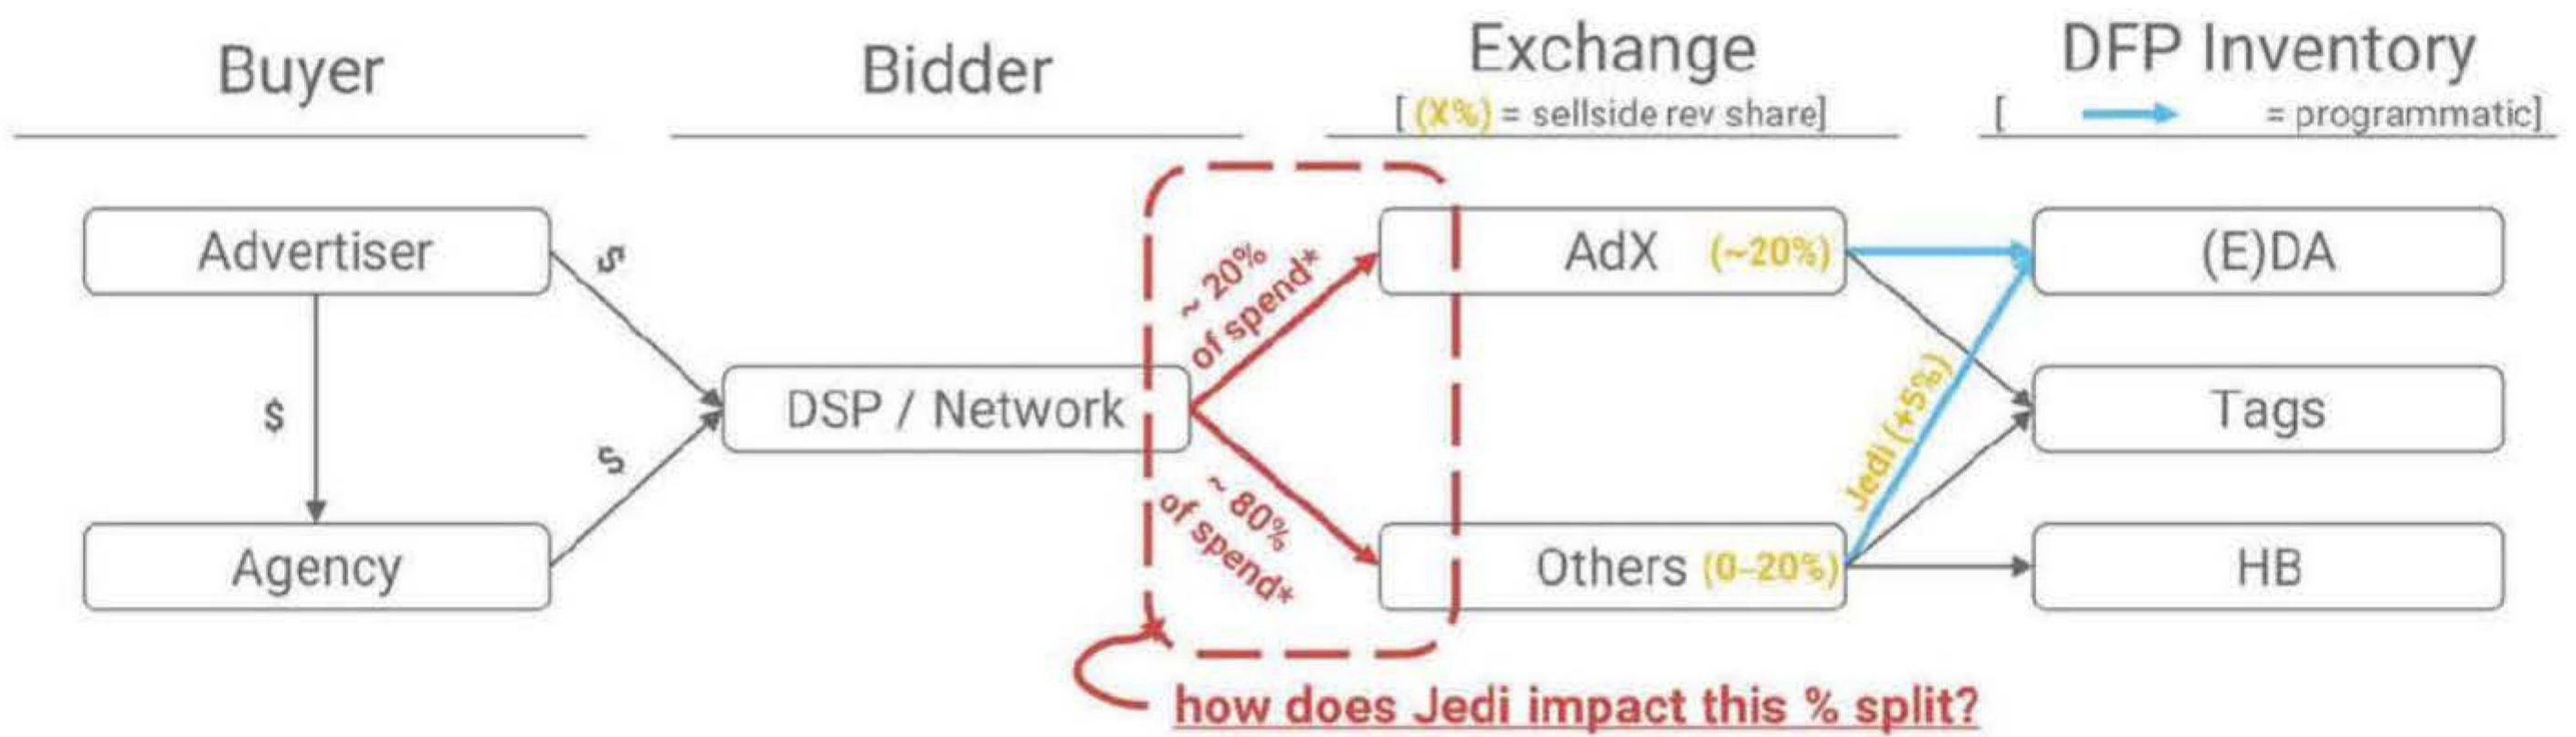 Buyer
Bidder
Exchange
[ (X%) = sellside rev share]
DFP Inventory
[ = programmatic]
Advertiser
$
$
Agency
$
DSP / Network
~ 20%
of spend*
~ 80%
of spend*
AdX (~20%)
Others (0-20%)
Jedi (+5%)
(E)DA
Tags
HB
how does Jedi impact this % split?